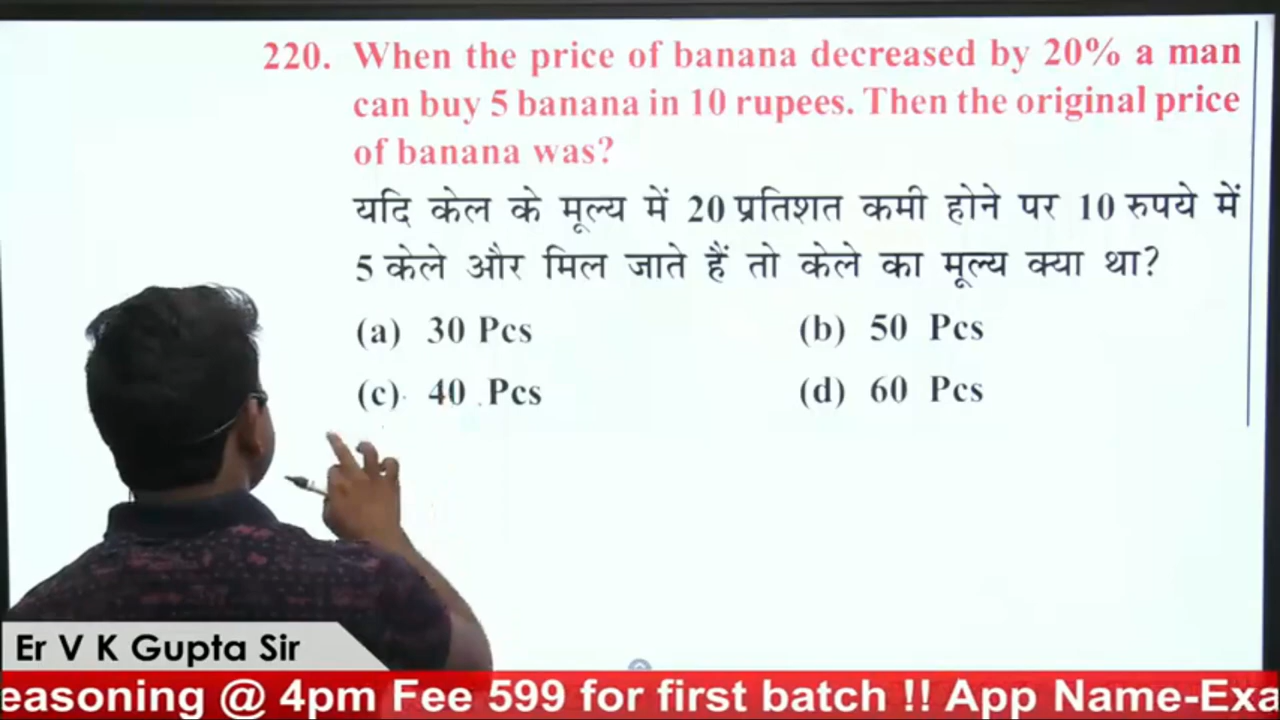 220. When the price of banana decreased by 20% a man
can buy 5 banana in 10 rupees. Then the original price
of banana was?
यदि केल के मूल्य में 20 प्रतिशत कमी होने पर 10 रुपये में
5 केले और मिल जाते हैं तो केले का मूल्य क्या था?
(a) 30 Pcs (b) 50 Pcs
(c) 40 Pcs (d) 60 Pcs
Er V K Gupta Sir
easoning @ 4pm Fee 599 for first batch !! App Name-Exa